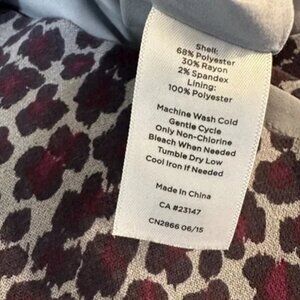 Shell:
68% Polyester
30% Rayon
2% Spandex
Lining:
100% Polyester
Machine Wash Cold
Gentle Cycle
Only Non-Chlorine
Bleach When Needed
Tumble Dry Low
Cool Iron If Needed
Made In China
CA #23147
CN2866 06/15